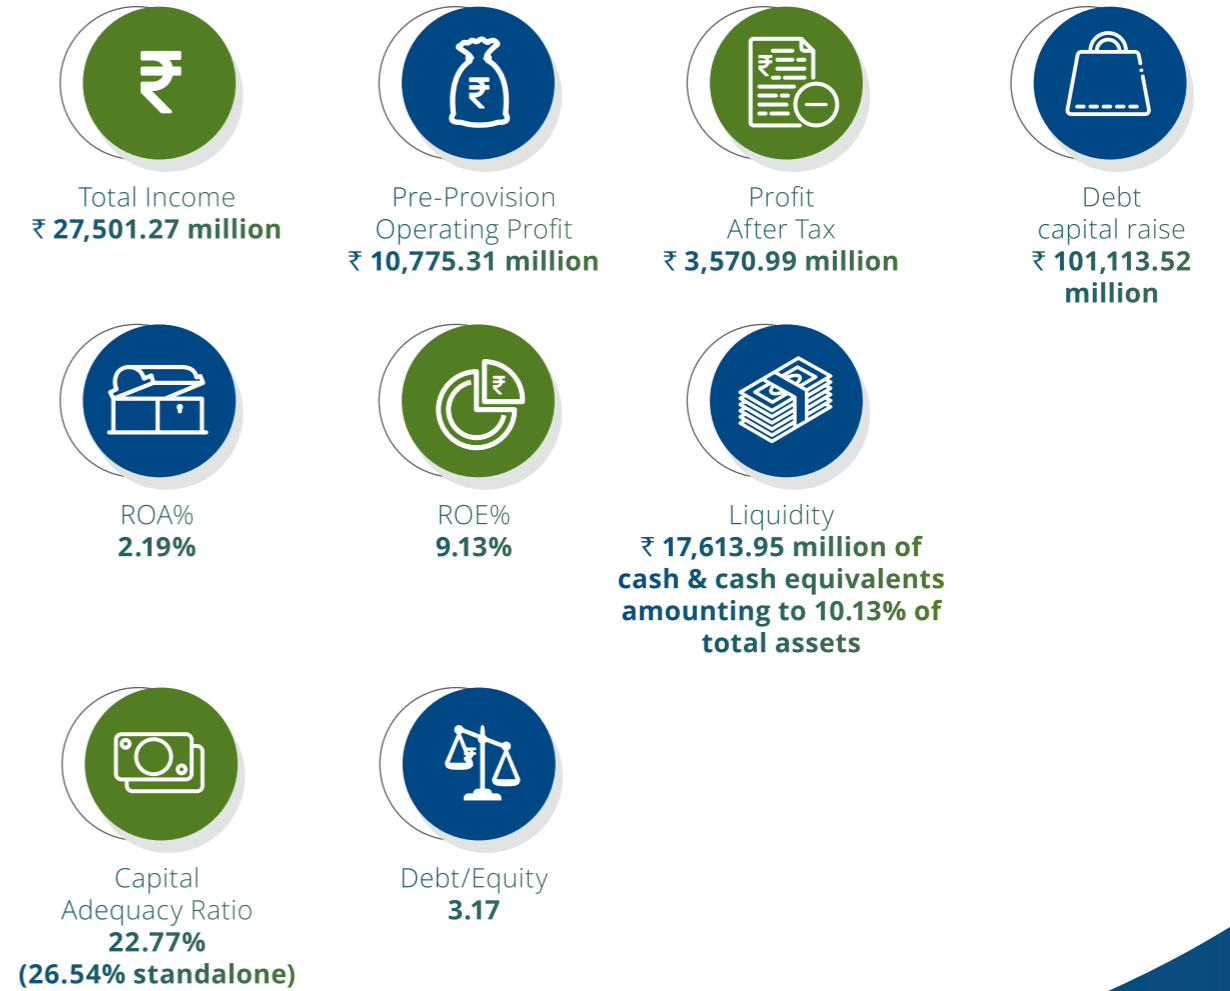 Total Income
₹ 27,501.27 million
Pre-Provision
Operating Profit
₹ 10,775.31 million
Profit
After Tax
₹ 3,570.99 million
Debt
capital raise
₹ 101,113.52
million
ROA%
2.19%
ROE%
9.13%
Liquidity
₹ 17,613.95 million of
cash & cash equivalents
amounting to 10.13% of
total assets
Capital
Adequacy Ratio
22.77%
(26.54% standalone)
Debt/Equity
3.17